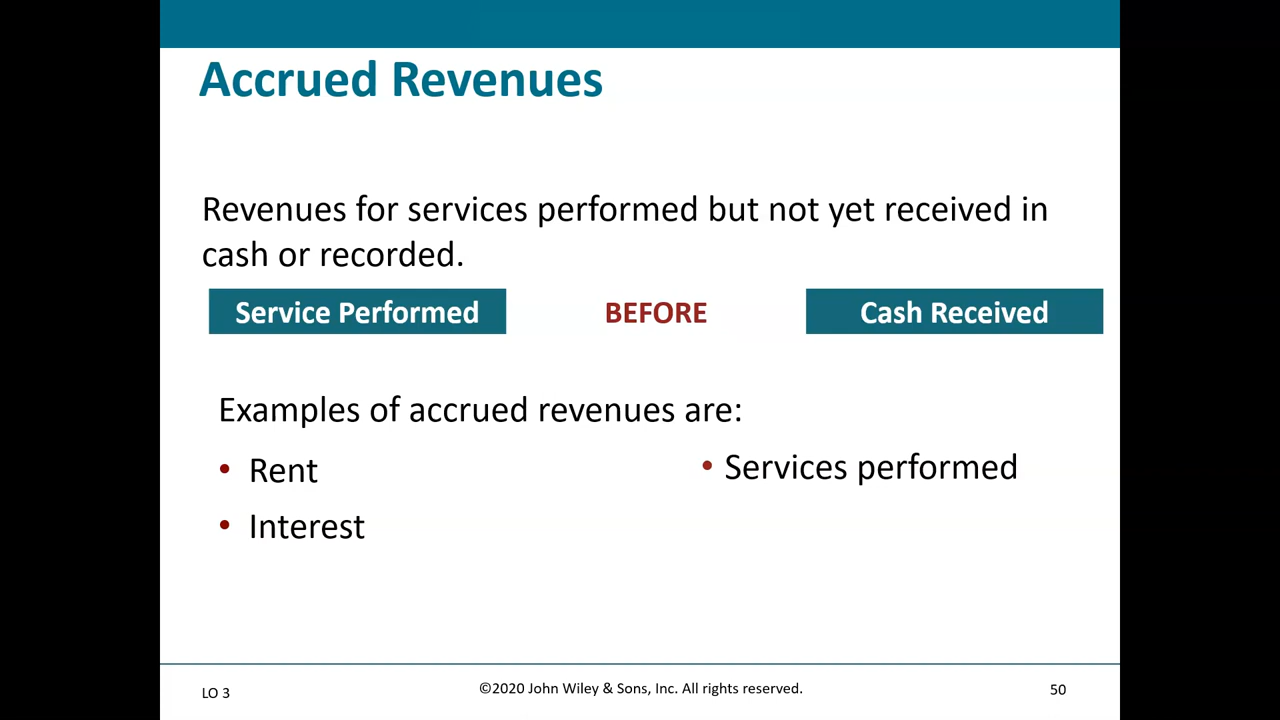 Accrued Revenues
Revenues for services performed but not yet received in
cash or recorded.
Service Performed BEFORE Cash Received
Examples of accrued revenues are:
• Rent
• Interest
• Services performed
LO 3 ©2020 John Wiley & Sons, Inc. All rights reserved. 50